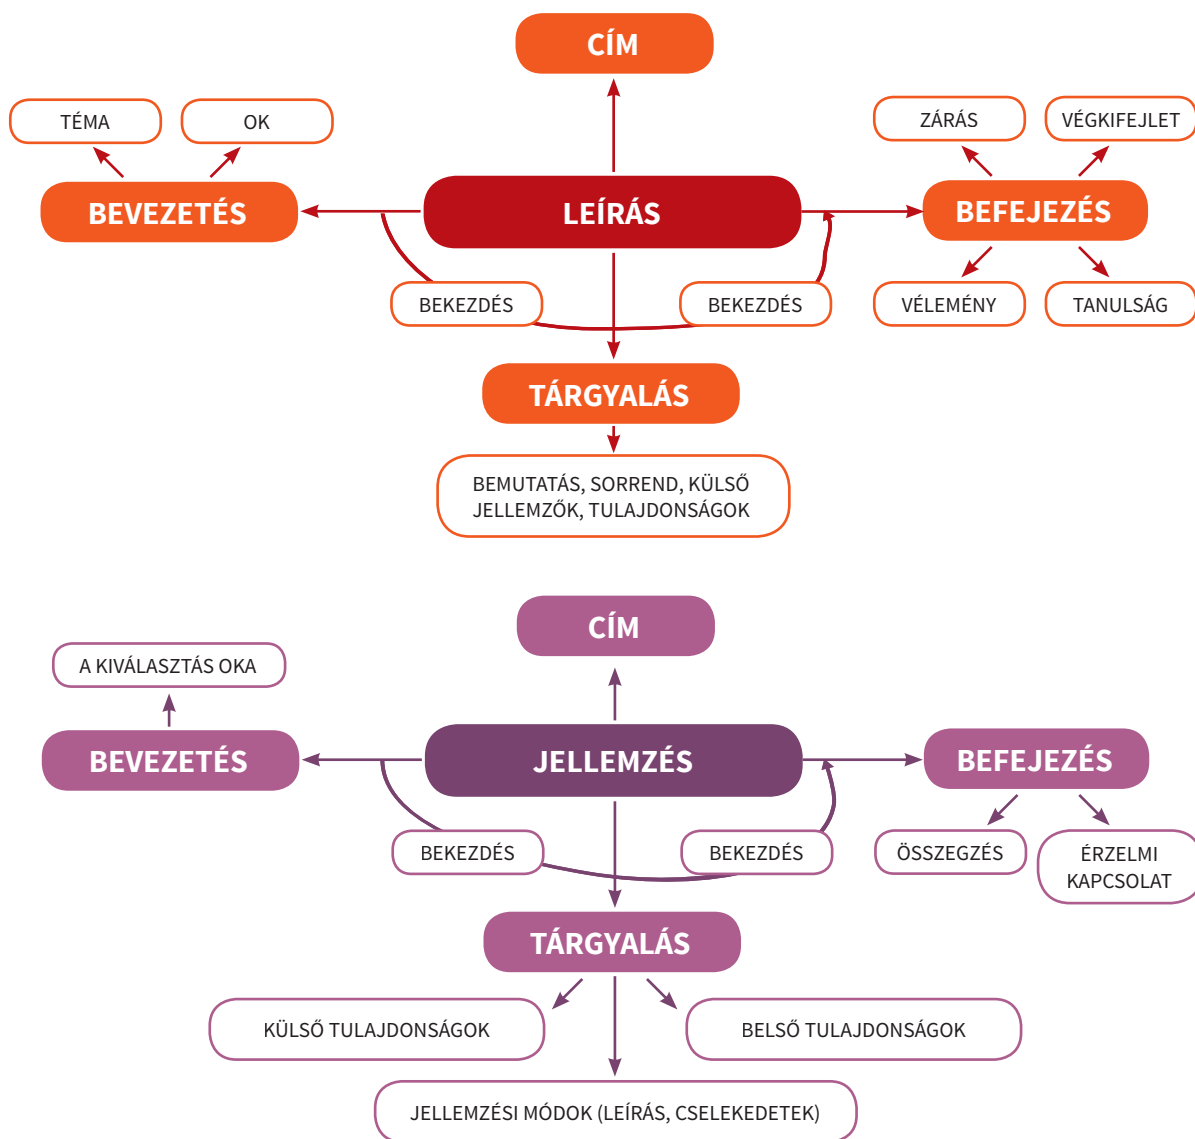 CÍM
TÉMA
OK
ZÁRÁS
VÉGKIFEJLET
BEVEZETÉS
LEÍRÁS
BEFEJEZÉS
BEKEZDÉS
BEKEZDÉS
VÉLEMÉNY
TANULSÁG
TÁRGYALÁS
BEMUTATÁS, SORREND, KÜLSŐ
JELLEMZŐK, TULAJDONSÁGOK
CÍM
A KIVÁLASZTÁS OKA
BEVEZETÉS
JELLEMZÉS
BEFEJEZÉS
BEKEZDÉS
BEKEZDÉS
ÖSSZEGZÉS
ÉRZELMI
KAPCSOLAT
TÁRGYALÁS
KÜLSŐ TULAJDONSÁGOK
BELSŐ TULAJDONSÁGOK
JELLEMZÉSI MÓDOK (LEÍRÁS, CSELEKEDETEK)